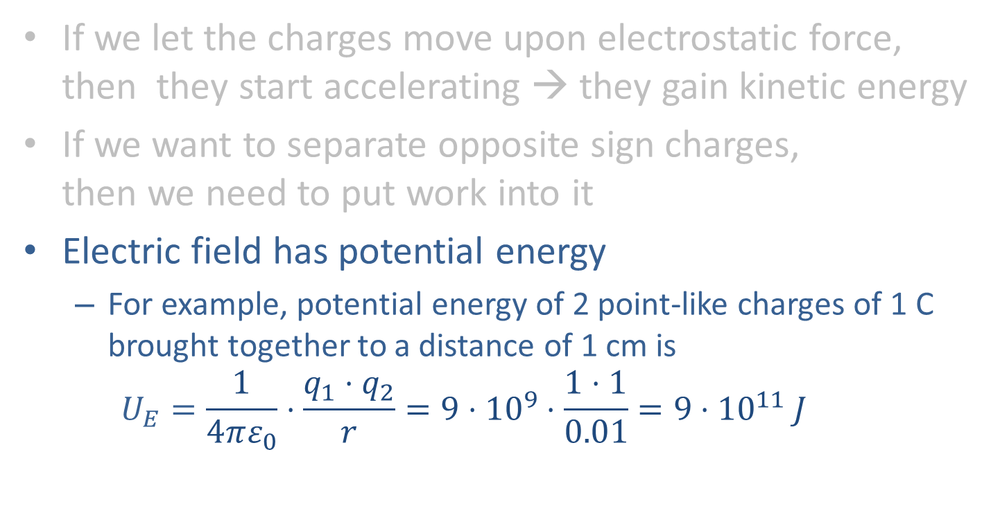 • If we let the charges move upon electrostatic force,
then they start accelerating → they gain kinetic energy
• If we want to separate opposite sign charges,
then we need to put work into it
• Electric field has potential energy
– For example, potential energy of 2 point-like charges of 1 C
brought together to a distance of 1 cm is
$U_E = \frac{1}{4\pi\varepsilon_0} \cdot \frac{q_1 \cdot q_2}{r} = 9 \cdot 10^9 \cdot \frac{1 \cdot 1}{0.01} = 9 \cdot 10^{11} J$